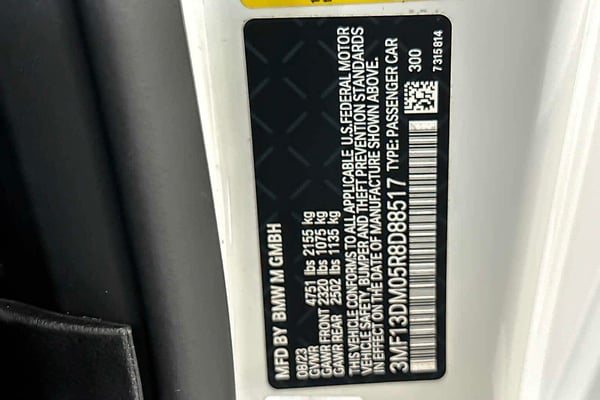 MFD BY BMW M GMBH
08/23
GVWR 4751 lbs 2155 kg
GAWR FRONT 2320 lbs 1075 kg
GAWR REAR 2502 lbs 1135 kg
THIS VEHICLE CONFORMS TO ALL APPLICABLE U.S. FEDERAL MOTOR
VEHICLE SAFETY, BUMPER AND THEFT PREVENTION STANDARDS
IN EFFECT ON THE DATE OF MANUFACTURE SHOWN ABOVE.
3MF13DM05R8D88517 TYPE: PASSENGER CAR
300
7315814